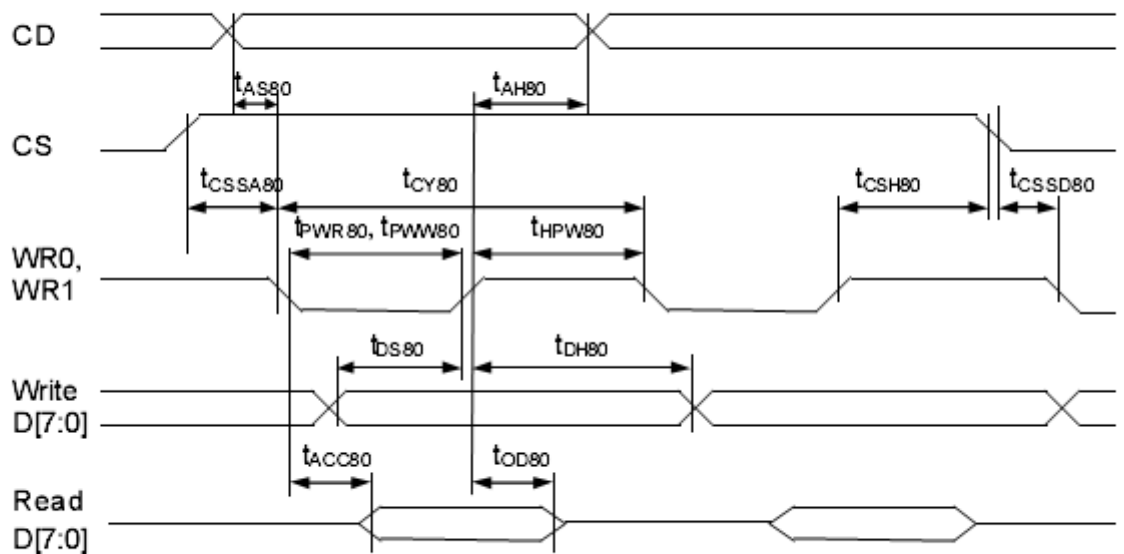 CD
tAS80
tAH80
CS
tCSSA80
tCY80
tCSH80
tCSSD80
tPWR80, tPWW80
tHPW80
WR0,
WR1
tDS80
tDH80
Write
D[7:0]
tACC80
tOD80
Read
D[7:0]